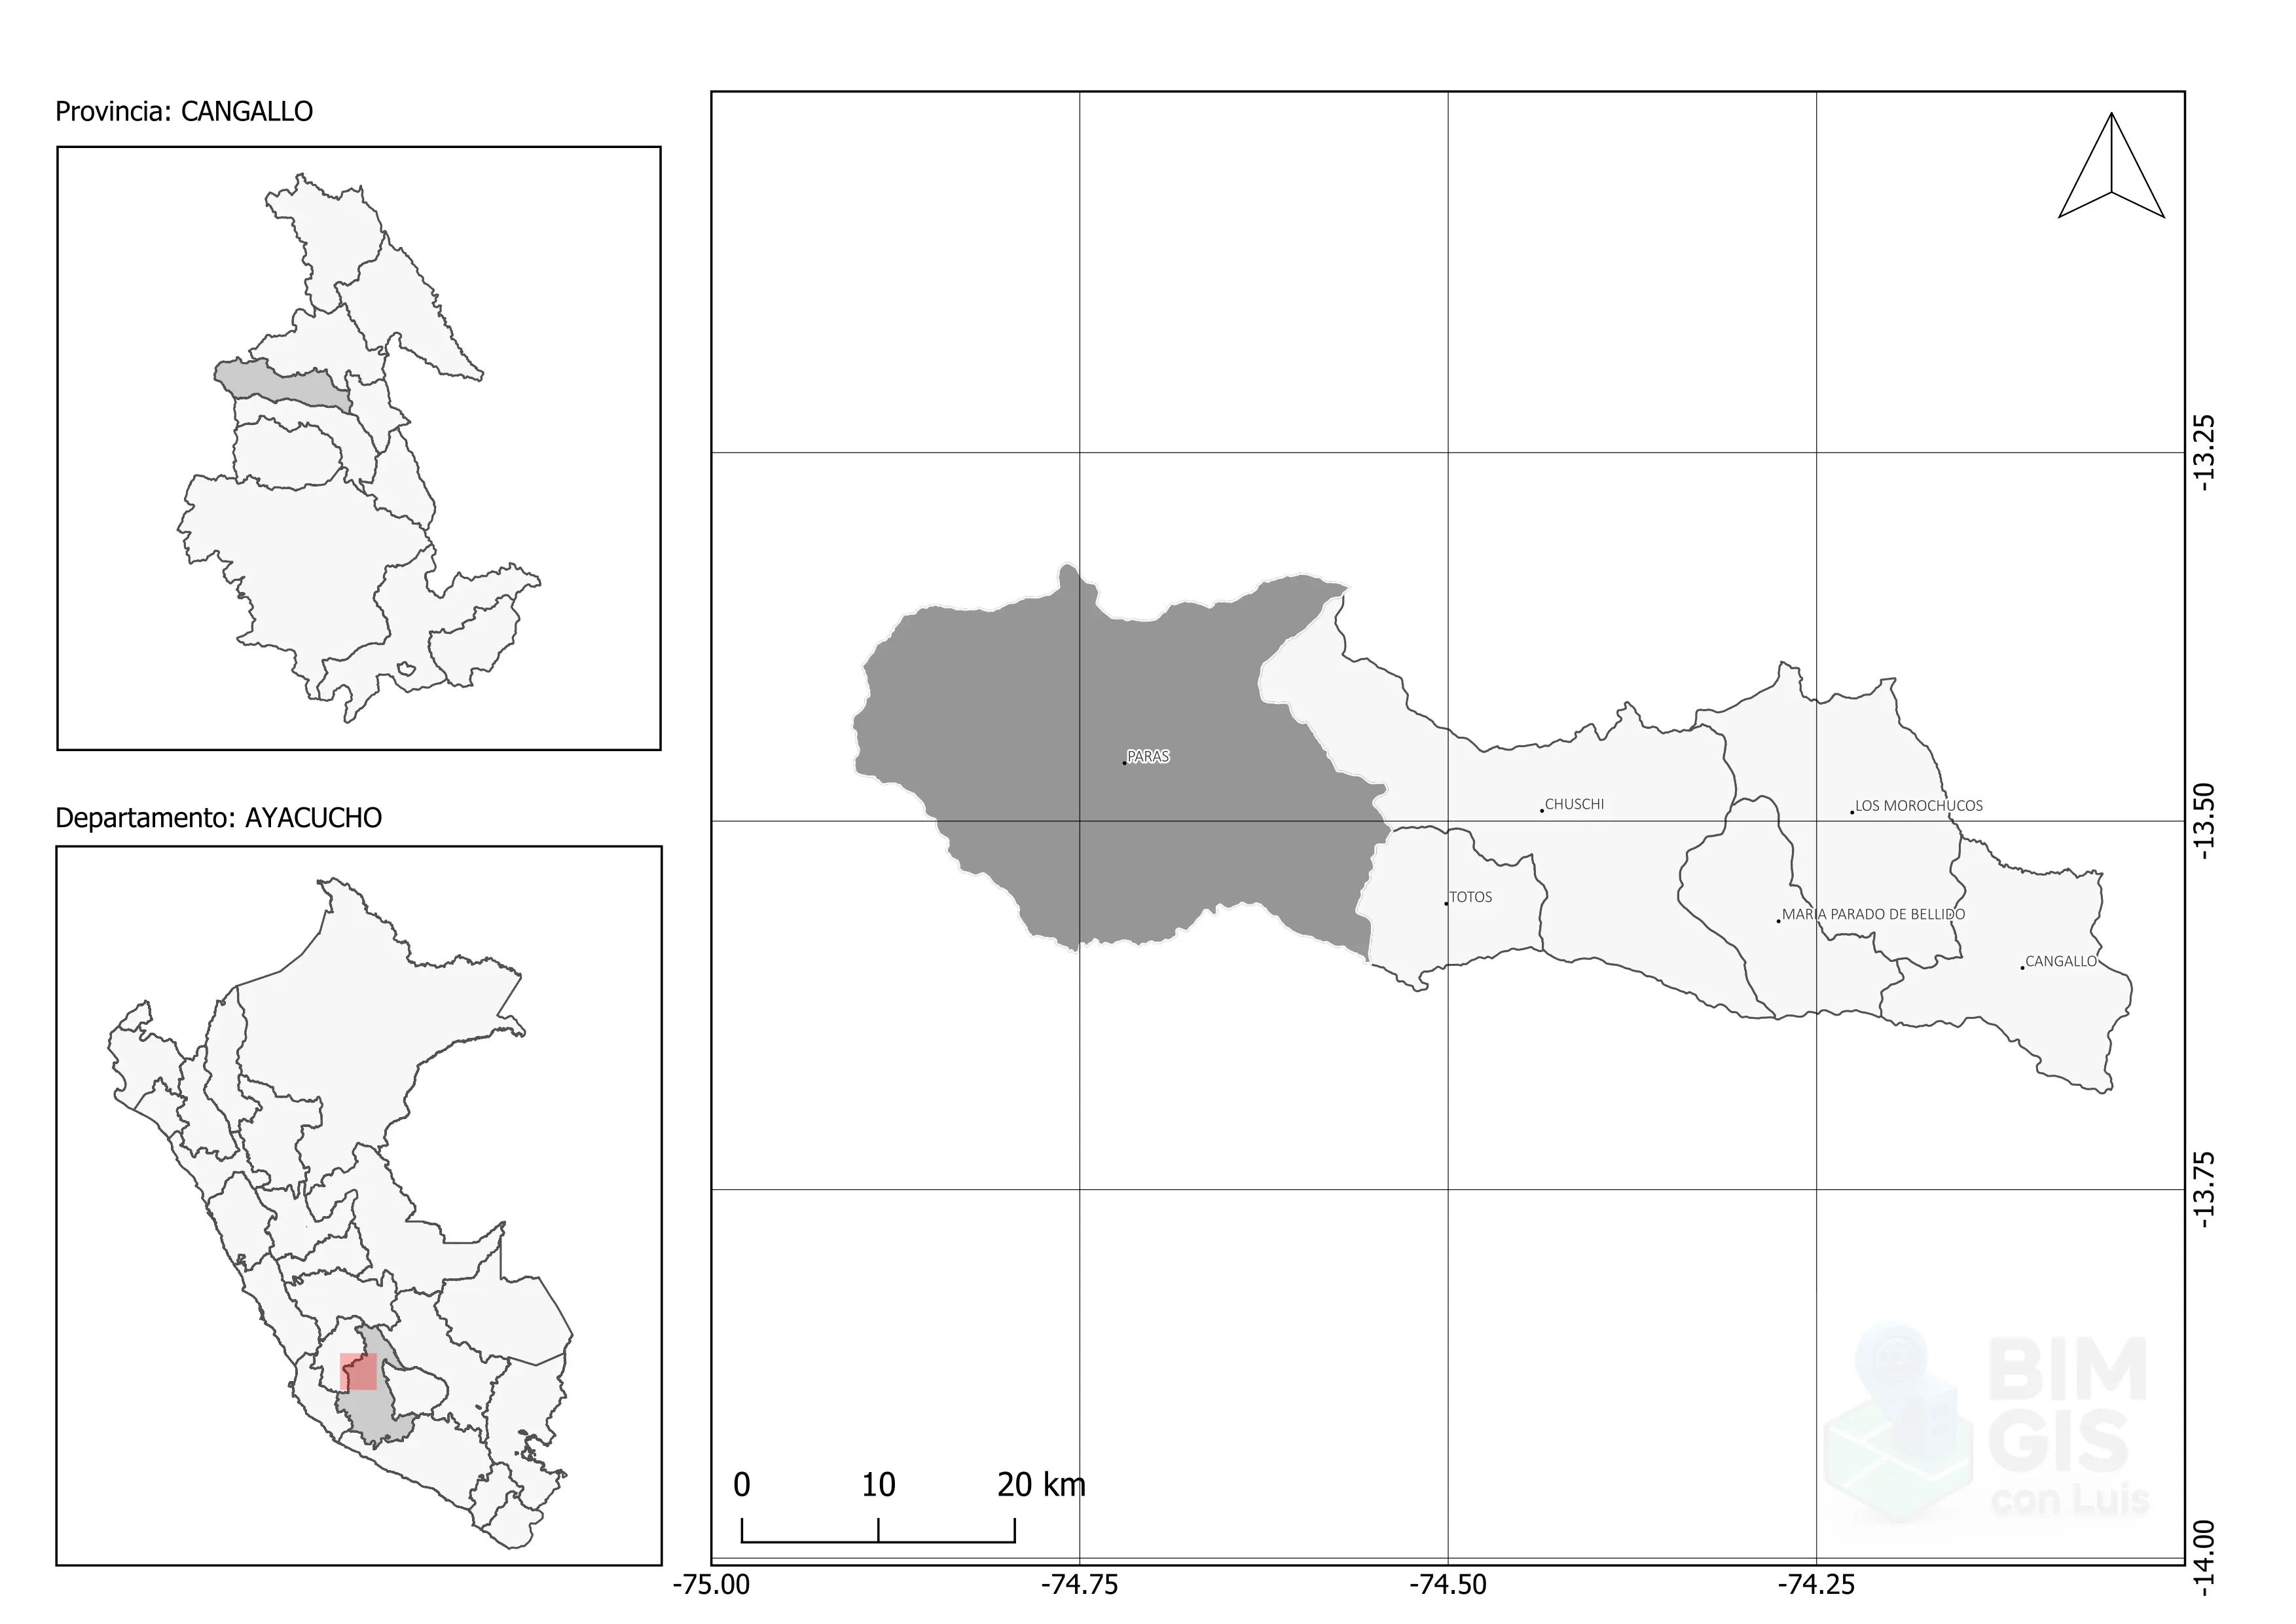 Provincia: CANGALLO
Departamento: AYACUCHO
PARAS
CHUSCHI
LOS MOROCHUCOS
TOTOS
MARIA PARADO DE BELLIDO
CANGALLO
-13.25
-13.50
-13.75
-14.00
-75.00
-74.75
-74.50
-74.25
0 10 20 km
BIM
GIS
con Luis